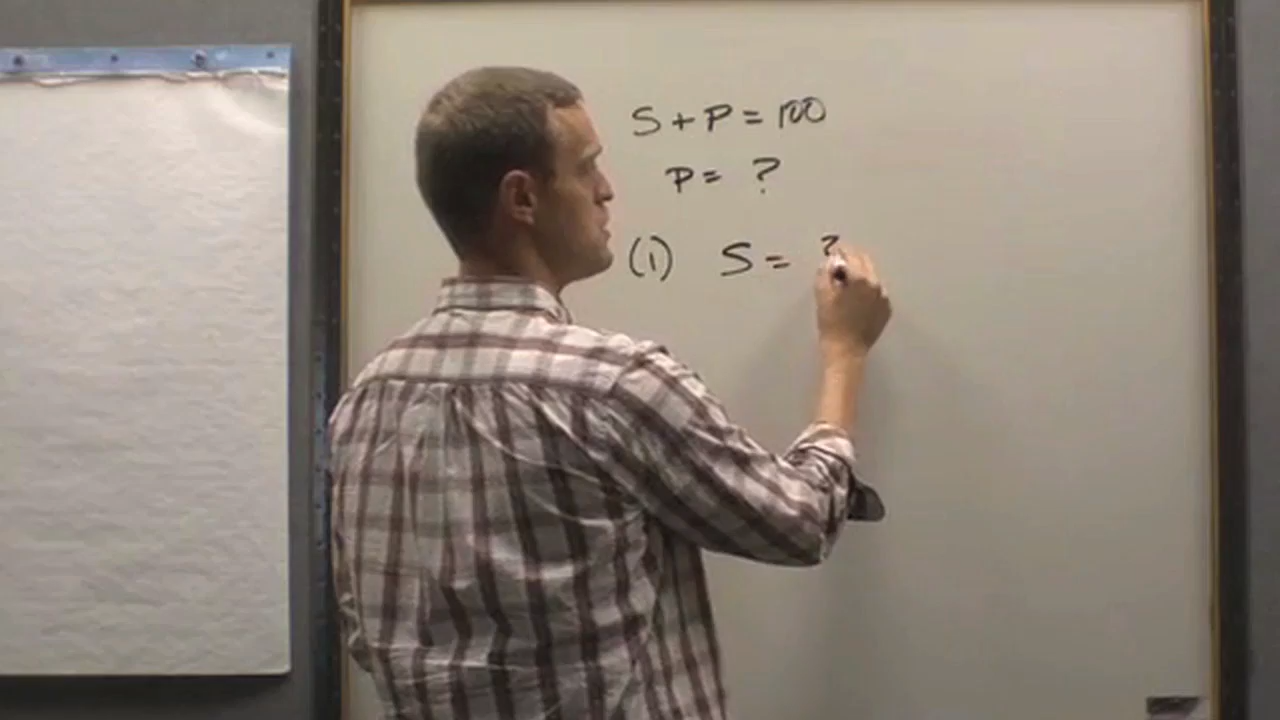 S + P = 100
P = ?
(1) S =